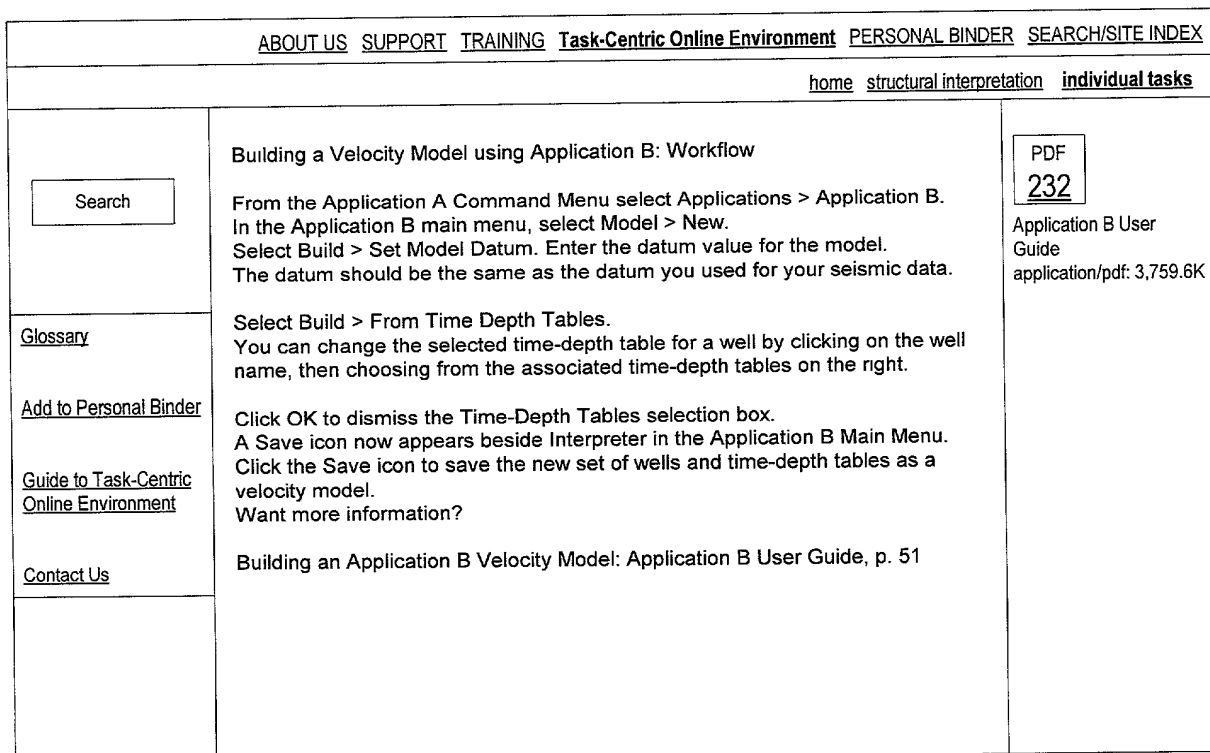 ABOUT US SUPPORT TRAINING Task-Centric Online Environment PERSONAL BINDER SEARCH/SITE INDEX
home structural interpretation individual tasks
Search
Glossary
Add to Personal Binder
Guide to Task-Centric
Online Environment
Contact Us
Building a Velocity Model using Application B: Workflow
From the Application A Command Menu select Applications > Application B.
In the Application B main menu, select Model > New.
Select Build > Set Model Datum. Enter the datum value for the model.
The datum should be the same as the datum you used for your seismic data.
Select Build > From Time Depth Tables.
You can change the selected time-depth table for a well by clicking on the well
name, then choosing from the associated time-depth tables on the right.
Click OK to dismiss the Time-Depth Tables selection box.
A Save icon now appears beside Interpreter in the Application B Main Menu.
Click the Save icon to save the new set of wells and time-depth tables as a
velocity model.
Want more information?
Building an Application B Velocity Model: Application B User Guide, p. 51
PDF
232
Application B User
Guide
application/pdf: 3,759.6K